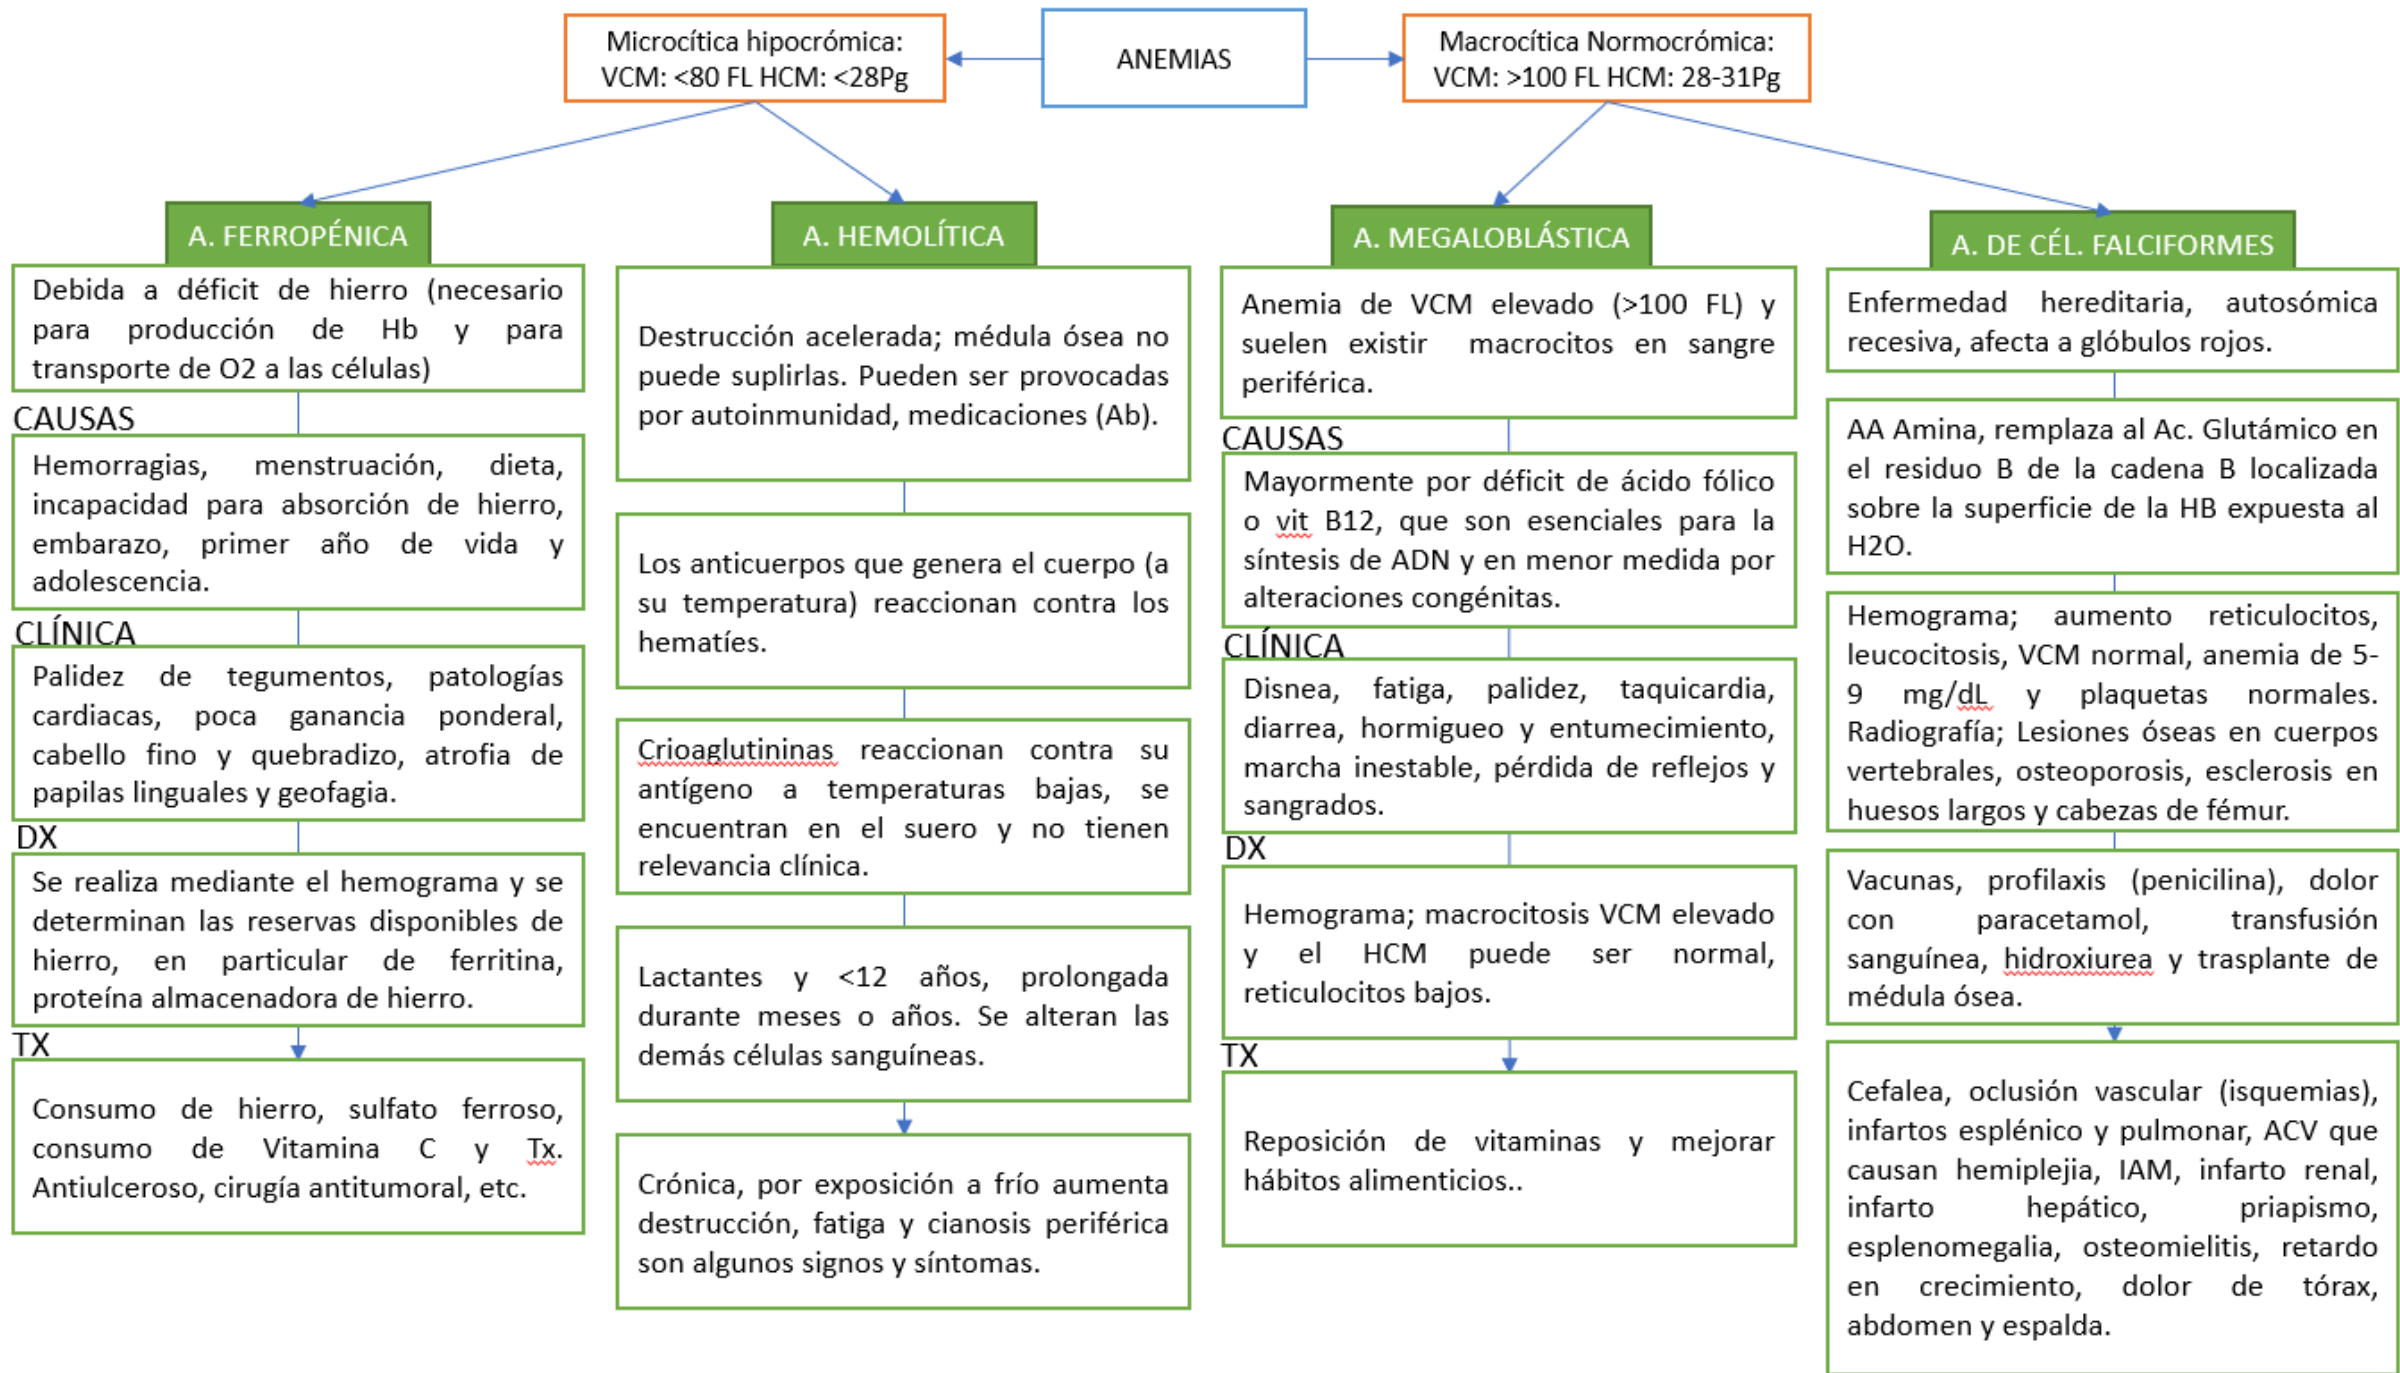 Microcítica hipocrómica:
VCM: <80 FL HCM: <28Pg
ANEMIAS
Macrocítica Normocrómica:
VCM: >100 FL HCM: 28-31Pg
A. FERROPÉNICA
Debida a déficit de hierro (necesario
para producción de Hb y para
transporte de O2 a las células)
CAUSAS
Hemorragias, menstruación, dieta,
incapacidad para absorción de hierro,
embarazo, primer año de vida y
adolescencia.
CLÍNICA
Palidez de tegumentos, patologías
cardiacas, poca ganancia ponderal,
cabello fino y quebradizo, atrofia de
papilas linguales y geofagia.
DX
Se realiza mediante el hemograma y se
determinan las reservas disponibles de
hierro, en particular de ferritina,
proteína almacenadora de hierro.
TX
Consumo de hierro, sulfato ferroso,
consumo de Vitamina C y Tx.
Antiulceroso, cirugía antitumoral, etc.
A. HEMOLÍTICA
Destrucción acelerada; médula ósea no
puede suplirlas. Pueden ser provocadas
por autoinmunidad, medicaciones (Ab).
Los anticuerpos que genera el cuerpo (a
su temperatura) reaccionan contra los
hematíes.
Crioaglutininas reaccionan contra su
antígeno a temperaturas bajas, se
encuentran en el suero y no tienen
relevancia clínica.
Lactantes y <12 años, prolongada
durante meses o años. Se alteran las
demás células sanguíneas.
Crónica, por exposición a frío aumenta
destrucción, fatiga y cianosis periférica
son algunos signos y síntomas.
A. MEGALOBLÁSTICA
Anemia de VCM elevado (>100 FL) y
suelen existir macrocitos en sangre
periférica.
CAUSAS
Mayormente por déficit de ácido fólico
o vit B12, que son esenciales para la
síntesis de ADN y en menor medida por
alteraciones congénitas.
CLÍNICA
Disnea, fatiga, palidez, taquicardia,
diarrea, hormigueo y entumecimiento,
marcha inestable, pérdida de reflejos y
sangrados.
DX
Hemograma; macrocitosis VCM elevado
y el HCM puede ser normal,
reticulocitos bajos.
TX
Reposición de vitaminas y mejorar
hábitos alimenticios..
A. DE CÉL. FALCIFORMES
Enfermedad hereditaria, autosómica
recesiva, afecta a glóbulos rojos.
AA Amina, remplaza al Ac. Glutámico en
el residuo B de la cadena B localizada
sobre la superficie de la HB expuesta al
H2O.
Hemograma; aumento reticulocitos,
leucocitosis, VCM normal, anemia de 5-
9 mg/dL y plaquetas normales.
Radiografía; Lesiones óseas en cuerpos
vertebrales, osteoporosis, esclerosis en
huesos largos y cabezas de fémur.
Vacunas, profilaxis (penicilina), dolor
con paracetamol, transfusión
sanguínea, hidroxiurea y trasplante de
médula ósea.
Cefalea, oclusión vascular (isquemias),
infartos esplénico y pulmonar, ACV que
causan hemiplejia, IAM, infarto renal,
infarto hepático, priapismo,
esplenomegalia, osteomielitis, retardo
en crecimiento, dolor de tórax,
abdomen y espalda.